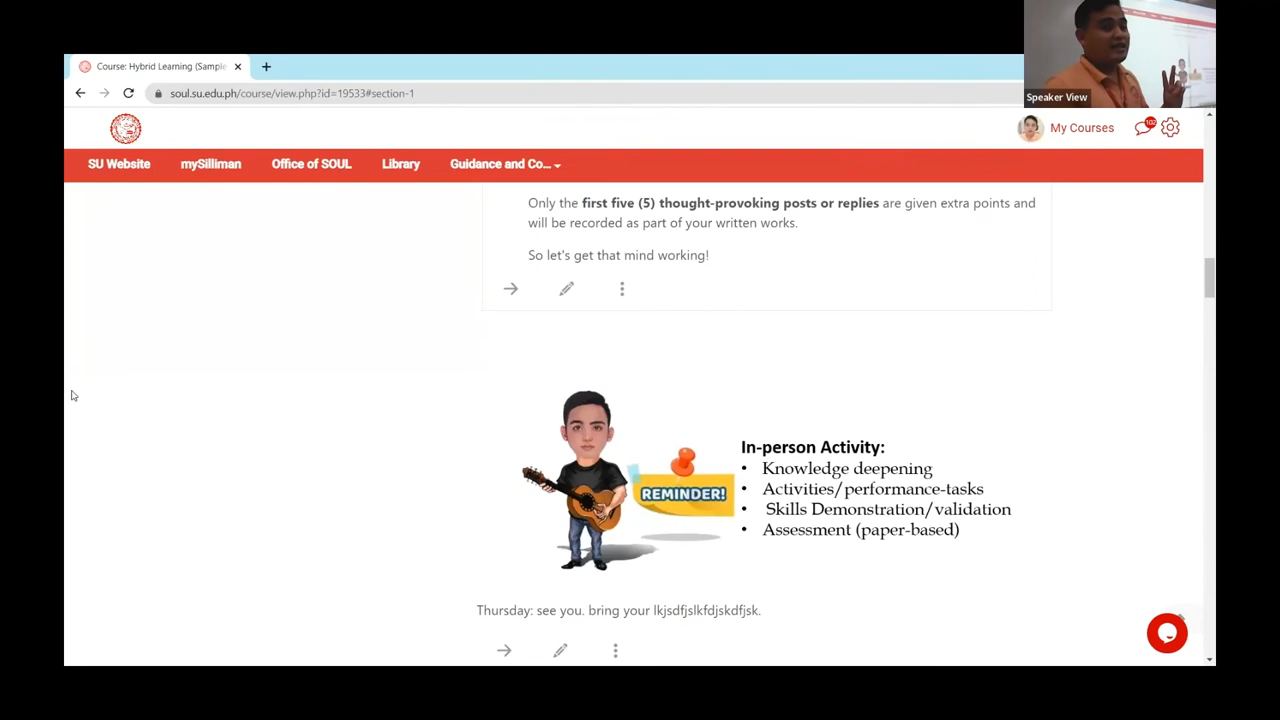 Speaker View
Course: Hybrid Learning (Sample
soul.su.edu.ph/course/view.php?id=19533#section-1
My Courses
102
SU Website mySilliman Office of SOUL Library Guidance and Co...
Only the first five (5) thought-provoking posts or replies are given extra points and
will be recorded as part of your written works.
So let's get that mind working!
REMINDER!
In-person Activity:
• Knowledge deepening
• Activities/performance-tasks
• Skills Demonstration/validation
• Assessment (paper-based)
Thursday: see you. bring your lkjsdfjslkfdjskdfjsk.